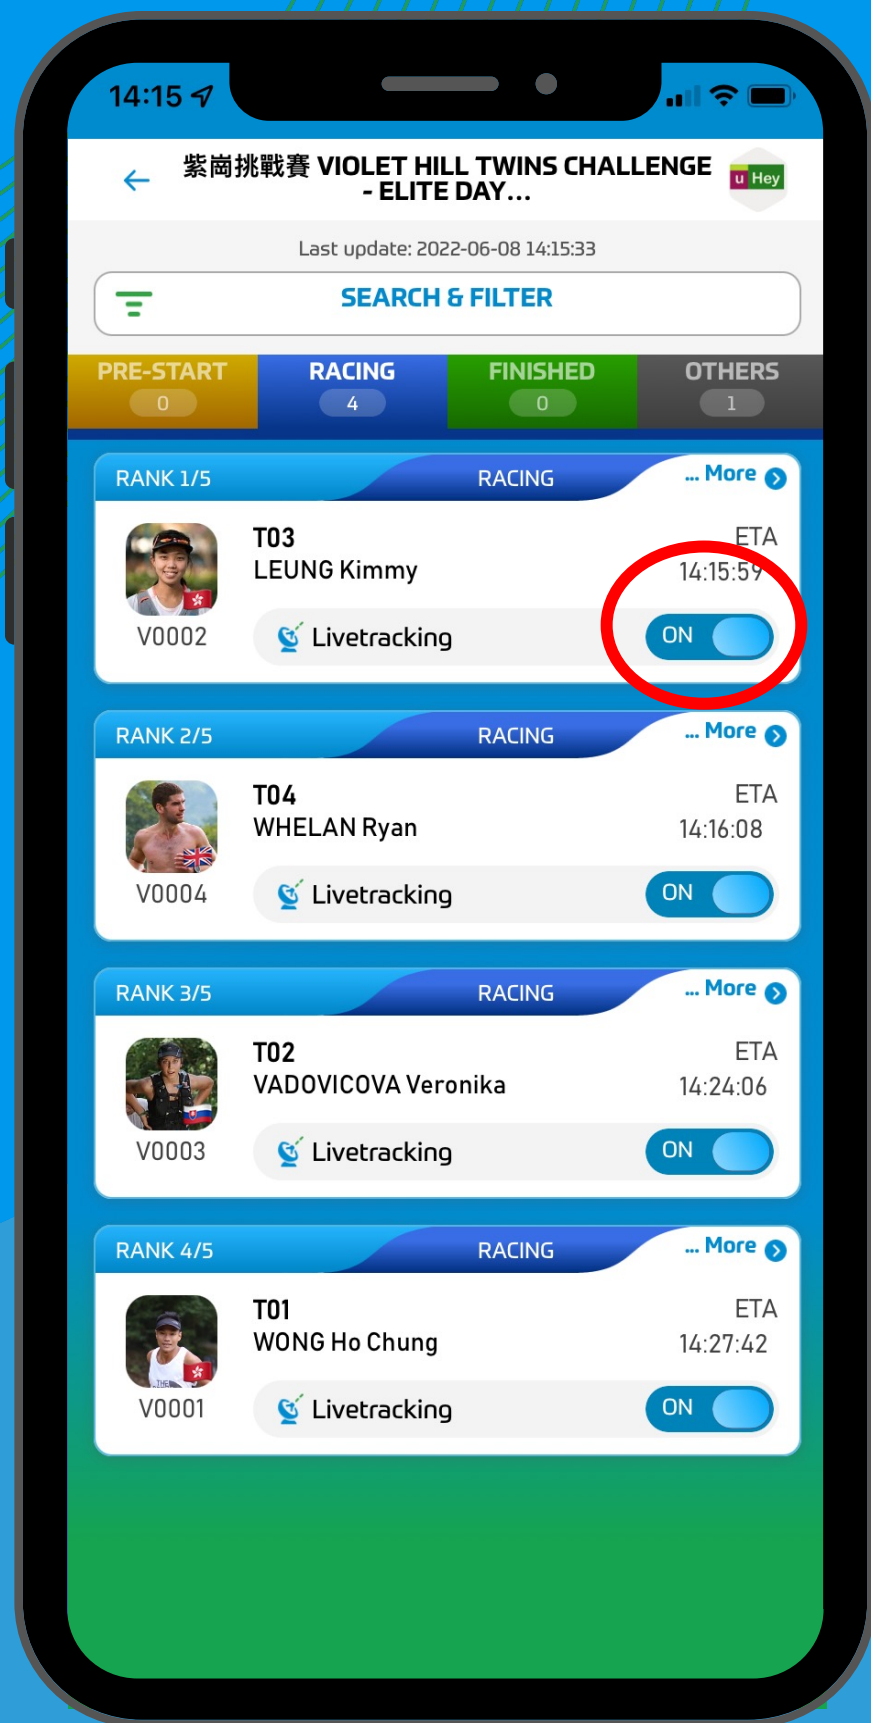 14:15
紫崗挑戰賽 VIOLET HILL TWINS CHALLENGE
- ELITE DAY...
u Hey
Last update: 2022-06-08 14:15:33
SEARCH & FILTER
PRE-START RACING FINISHED OTHERS
0 4 0 1
RANK 1/5 RACING ... More
T03 ETA
LEUNG Kimmy 14:15:59
V0002 Livetracking ON
RANK 2/5 RACING ... More
T04 ETA
WHELAN Ryan 14:16:08
V0004 Livetracking ON
RANK 3/5 RACING ... More
T02 ETA
VADOVICOVA Veronika 14:24:06
V0003 Livetracking ON
RANK 4/5 RACING ... More
T01 ETA
WONG Ho Chung 14:27:42
V0001 Livetracking ON